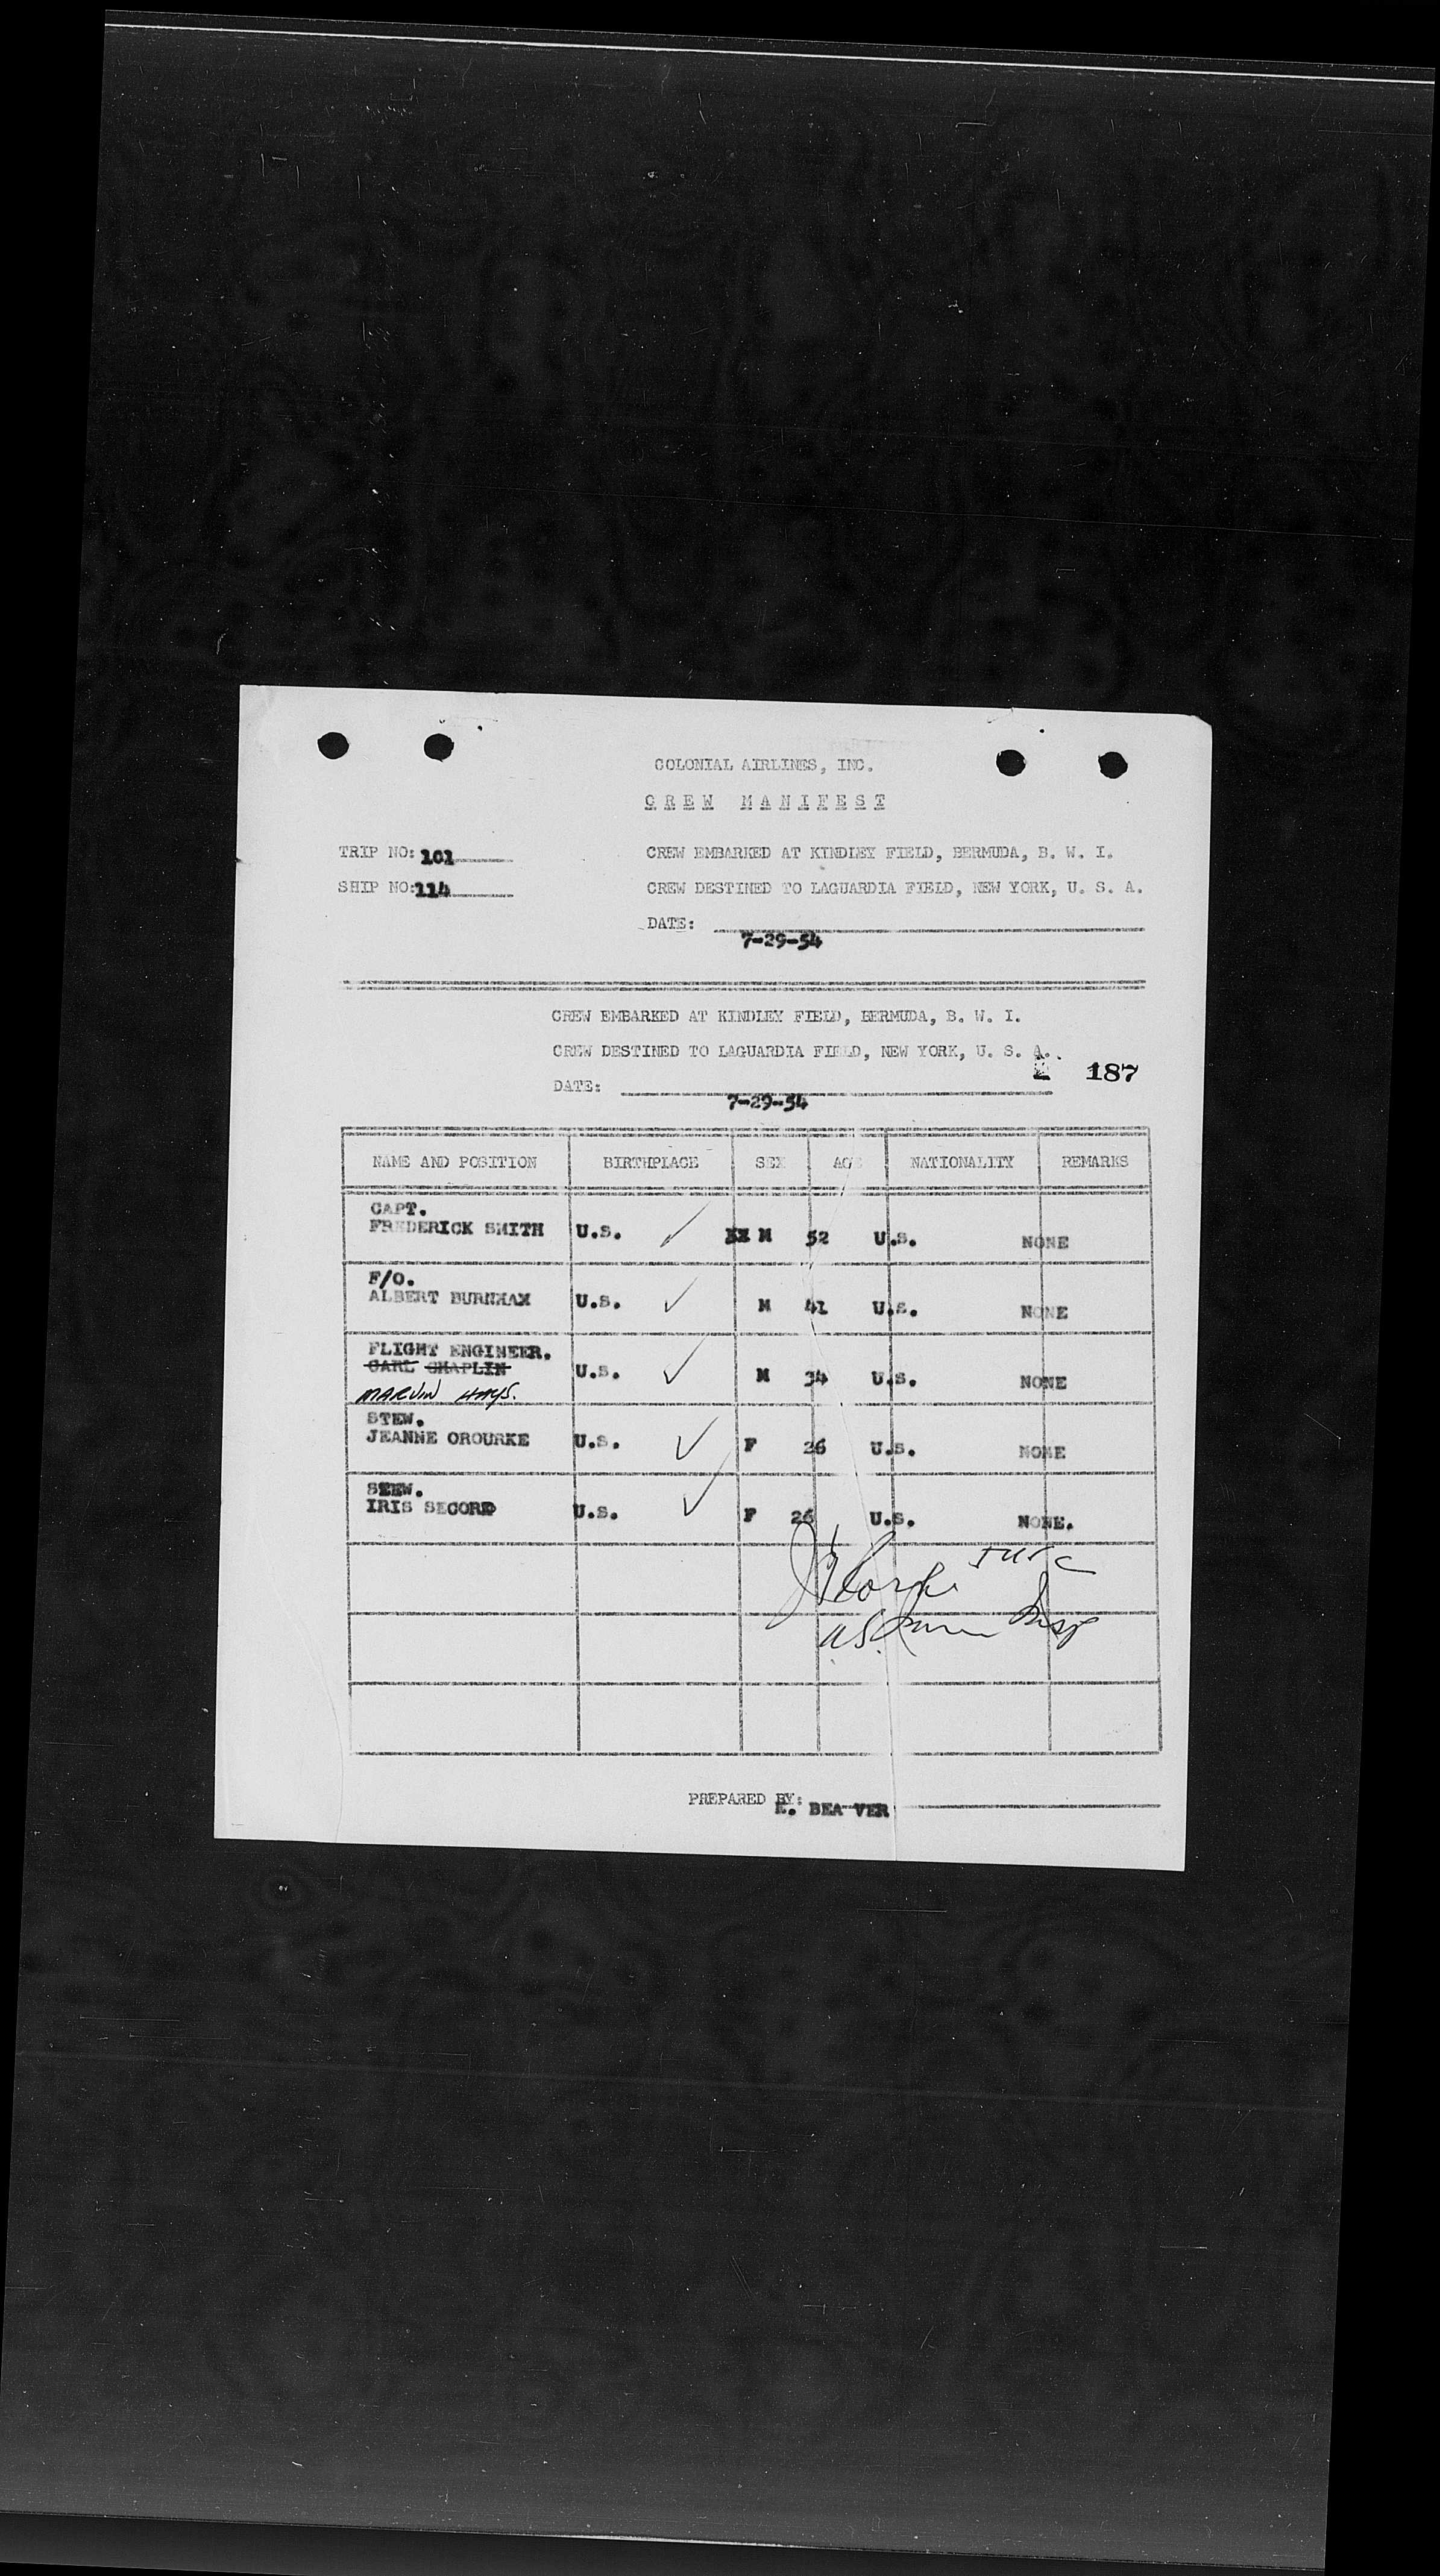 COLONIAL AIRLINES, INC.
CREW MANIFEST
TRIP NO: 101
CREW EMBARKED AT KINDLEY FIELD, BERMUDA, B. W. I.
SHIP NO: 114
CREW DESTINED TO LAGUARDIA FIELD, NEW YORK, U. S. A.
DATE: 7-29-54
CREW EMBARKED AT KINDLEY FIELD, BERMUDA, B. W. I.
CREW DESTINED TO LAGUARDIA FIELD, NEW YORK, U. S. A.
187
DATE: 7-29-54
NAME AND POSITION BIRTHPLACE SEX AGE NATIONALITY REMARKS
CAPT.
FREDERICK SMITH U.S. XX M 52 U.S. NONE
F/O.
ALBERT BURNHAM U.S. M 41 U.S. NONE
FLIGHT ENGINEER.
CARL CHAPLIN U.S. M 34 U.S. NONE
MARVIN HAYS.
STEW.
JEANNE OROURKE U.S. F 26 U.S. NONE
STEW.
IRIS SECORD U.S. F 26 U.S. NONE.
PREPARED BY: E. BEA-VER